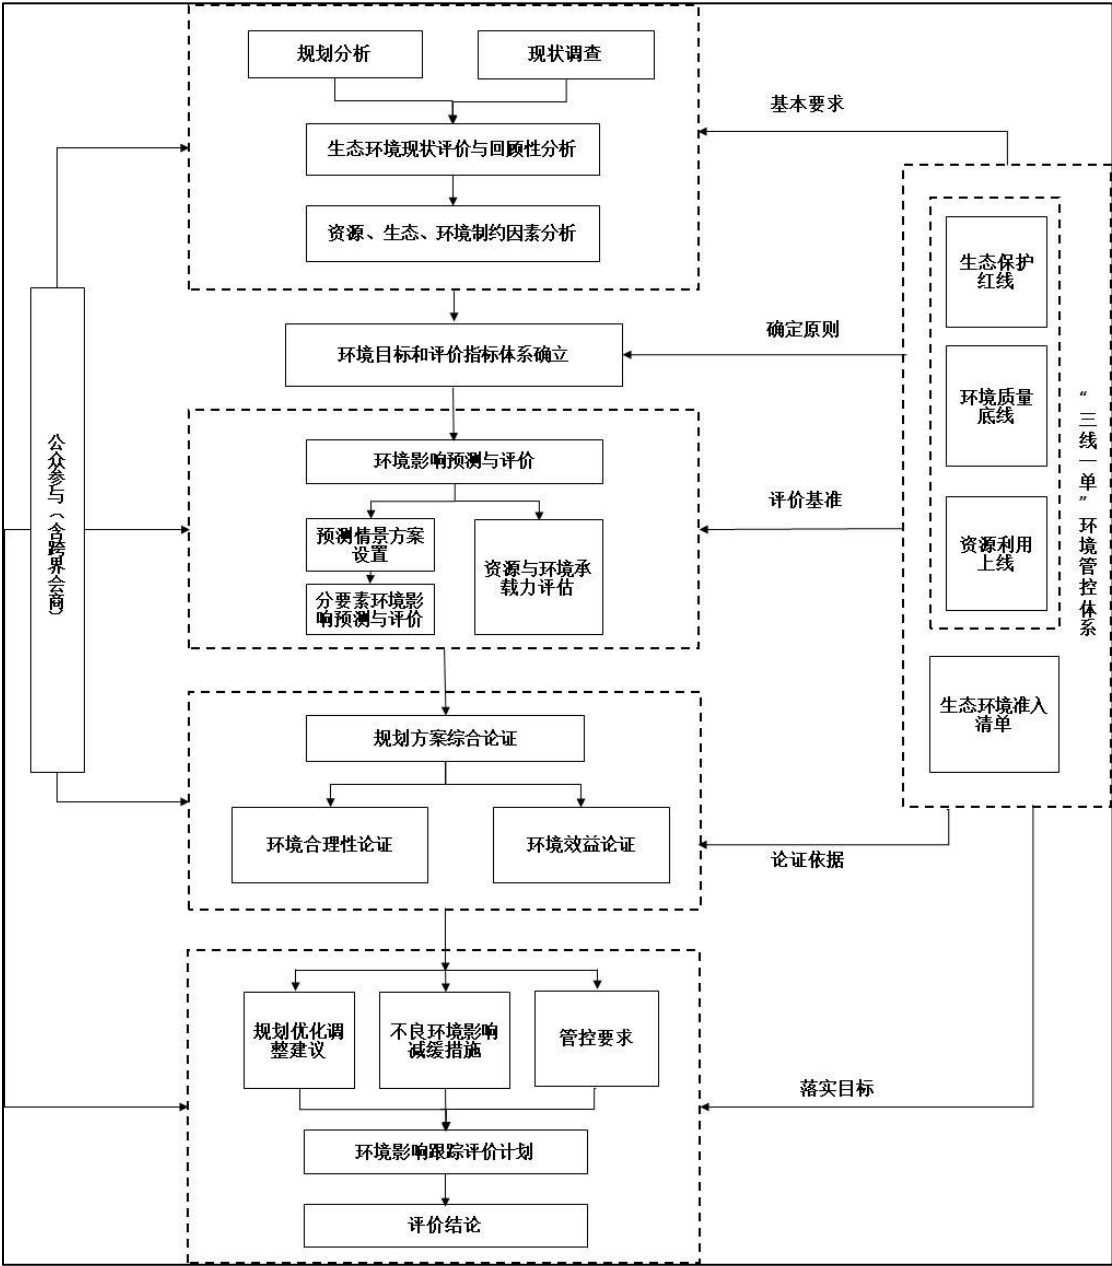 规划分析
现状调查
基本要求
生态环境现状评价与回顾性分析
资源、生态、环境制约因素分析
生态保护
红线
确定原则
环境目标和评价指标体系确立
环境质量
底线
公众参与（含跨界会商）
环境影响预测与评价
评价基准
预测情景方案
设置
资源与环境承
载力评估
分要素环境影
响预测与评价
资源利用
上线
“三线一单”环境管控体系
生态环境准入
清单
规划方案综合论证
环境合理性论证
环境效益论证
论证依据
规划优化调
整建议
不良环境影响
减缓措施
管控要求
落实目标
环境影响跟踪评价计划
评价结论